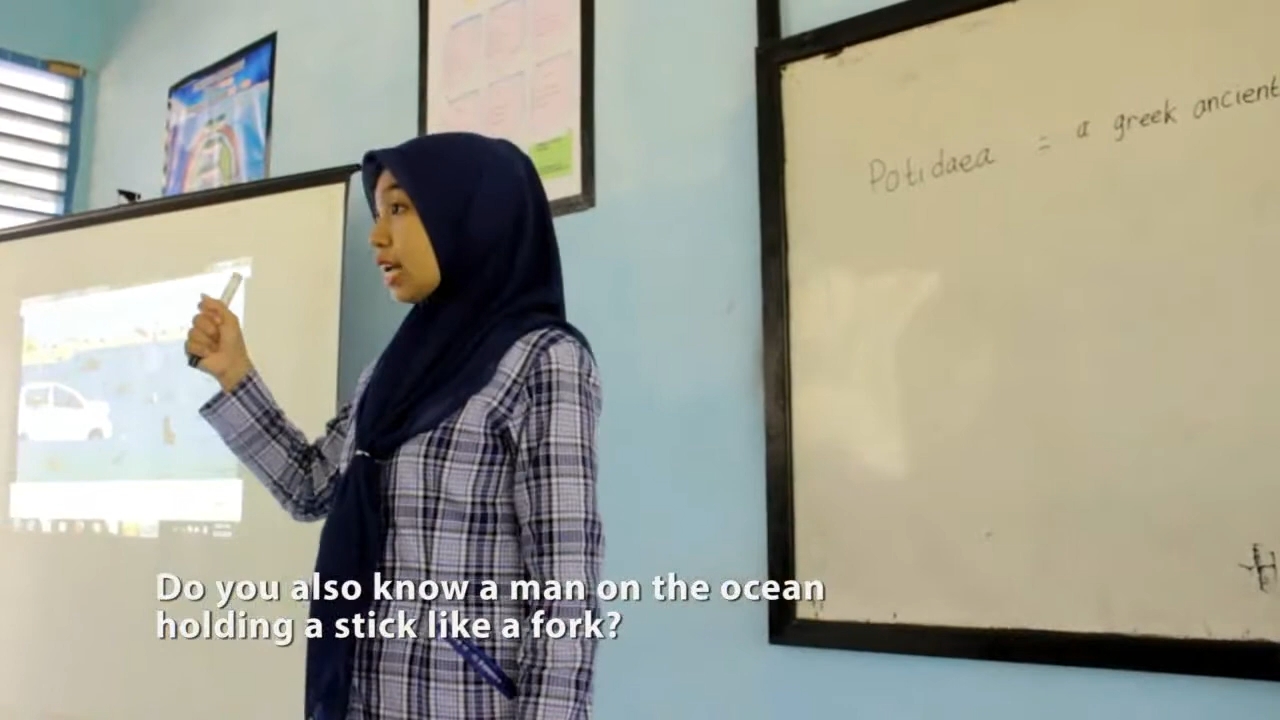 Potidaea = a greek ancient
Do you also know a man on the ocean
holding a stick like a fork?